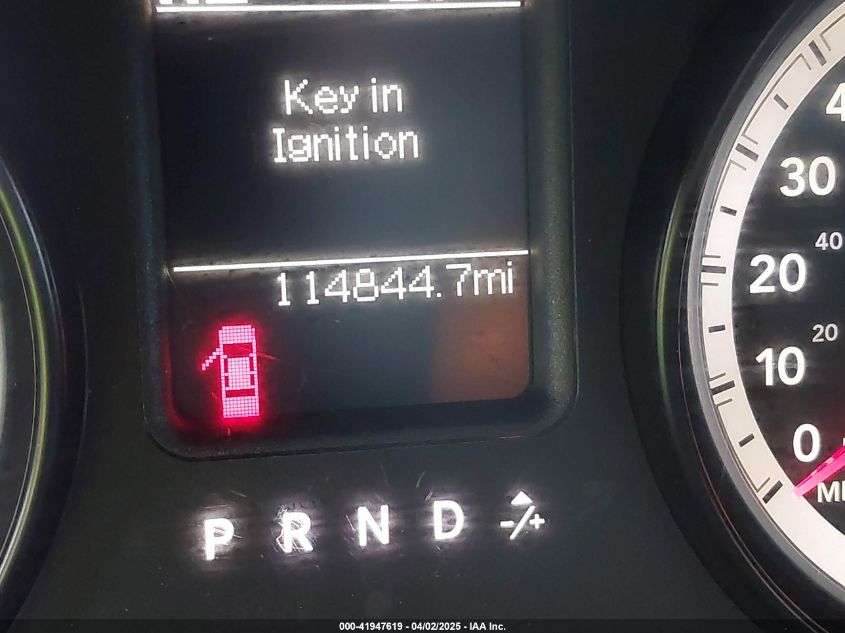 Key in
Ignition
114844.7mi
P R N D -/+
30
40
20
20
10
0
000-41947619 - 04/02/2025 - IAA Inc.